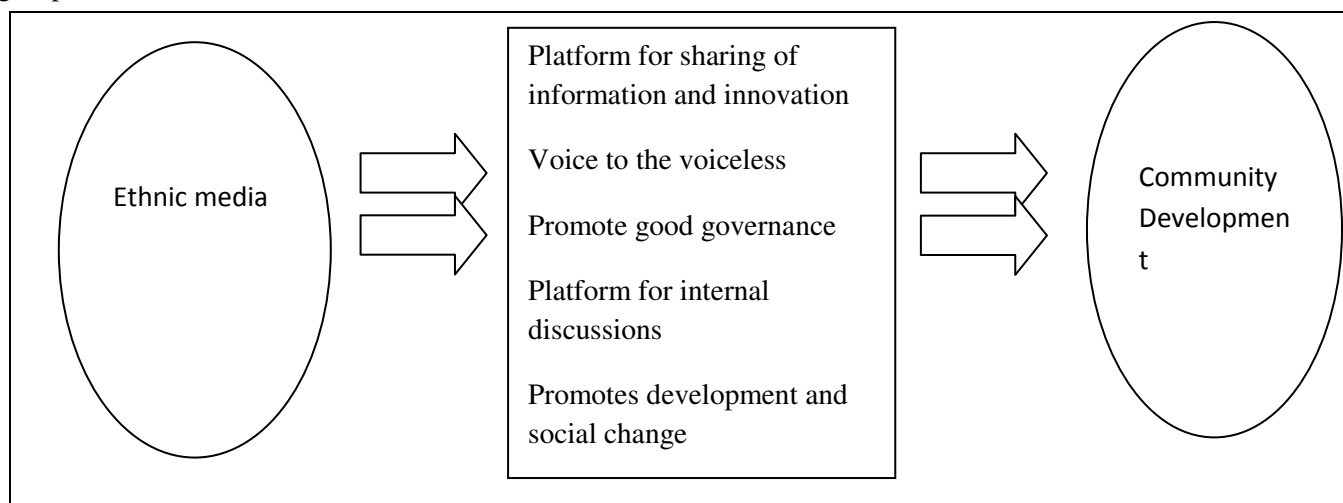 Ethnic media
Platform for sharing of
information and innovation
Voice to the voiceless
Promote good governance
Platform for internal
discussions
Promotes development and
social change
Community
Developmen
t